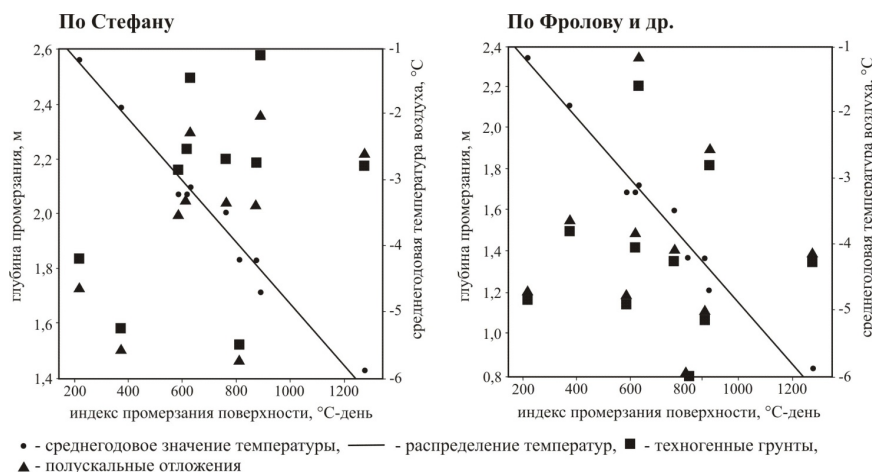 По Стефану
По Фролову и др.
2,6
2,4
2,2
2,0
1,8
1,6
1,4
глубина промерзания, м
-1
-2
-3
-4
-5
-6
среднегодовая температура воздуха, °С
200 400 600 800 1000 1200
индекс промерзания поверхности, °С-день
2,4
2,2
2,0
1,8
1,6
1,4
1,2
1,0
0,8
глубина промерзания, м
-1
-2
-3
-4
-5
-6
среднегодовая температура воздуха, °С
200 400 600 800 1000 1200
индекс промерзания поверхности, °С-день
- среднегодовое значение температуры, - распределение температур, - техногенные грунты,
- полускальные отложения